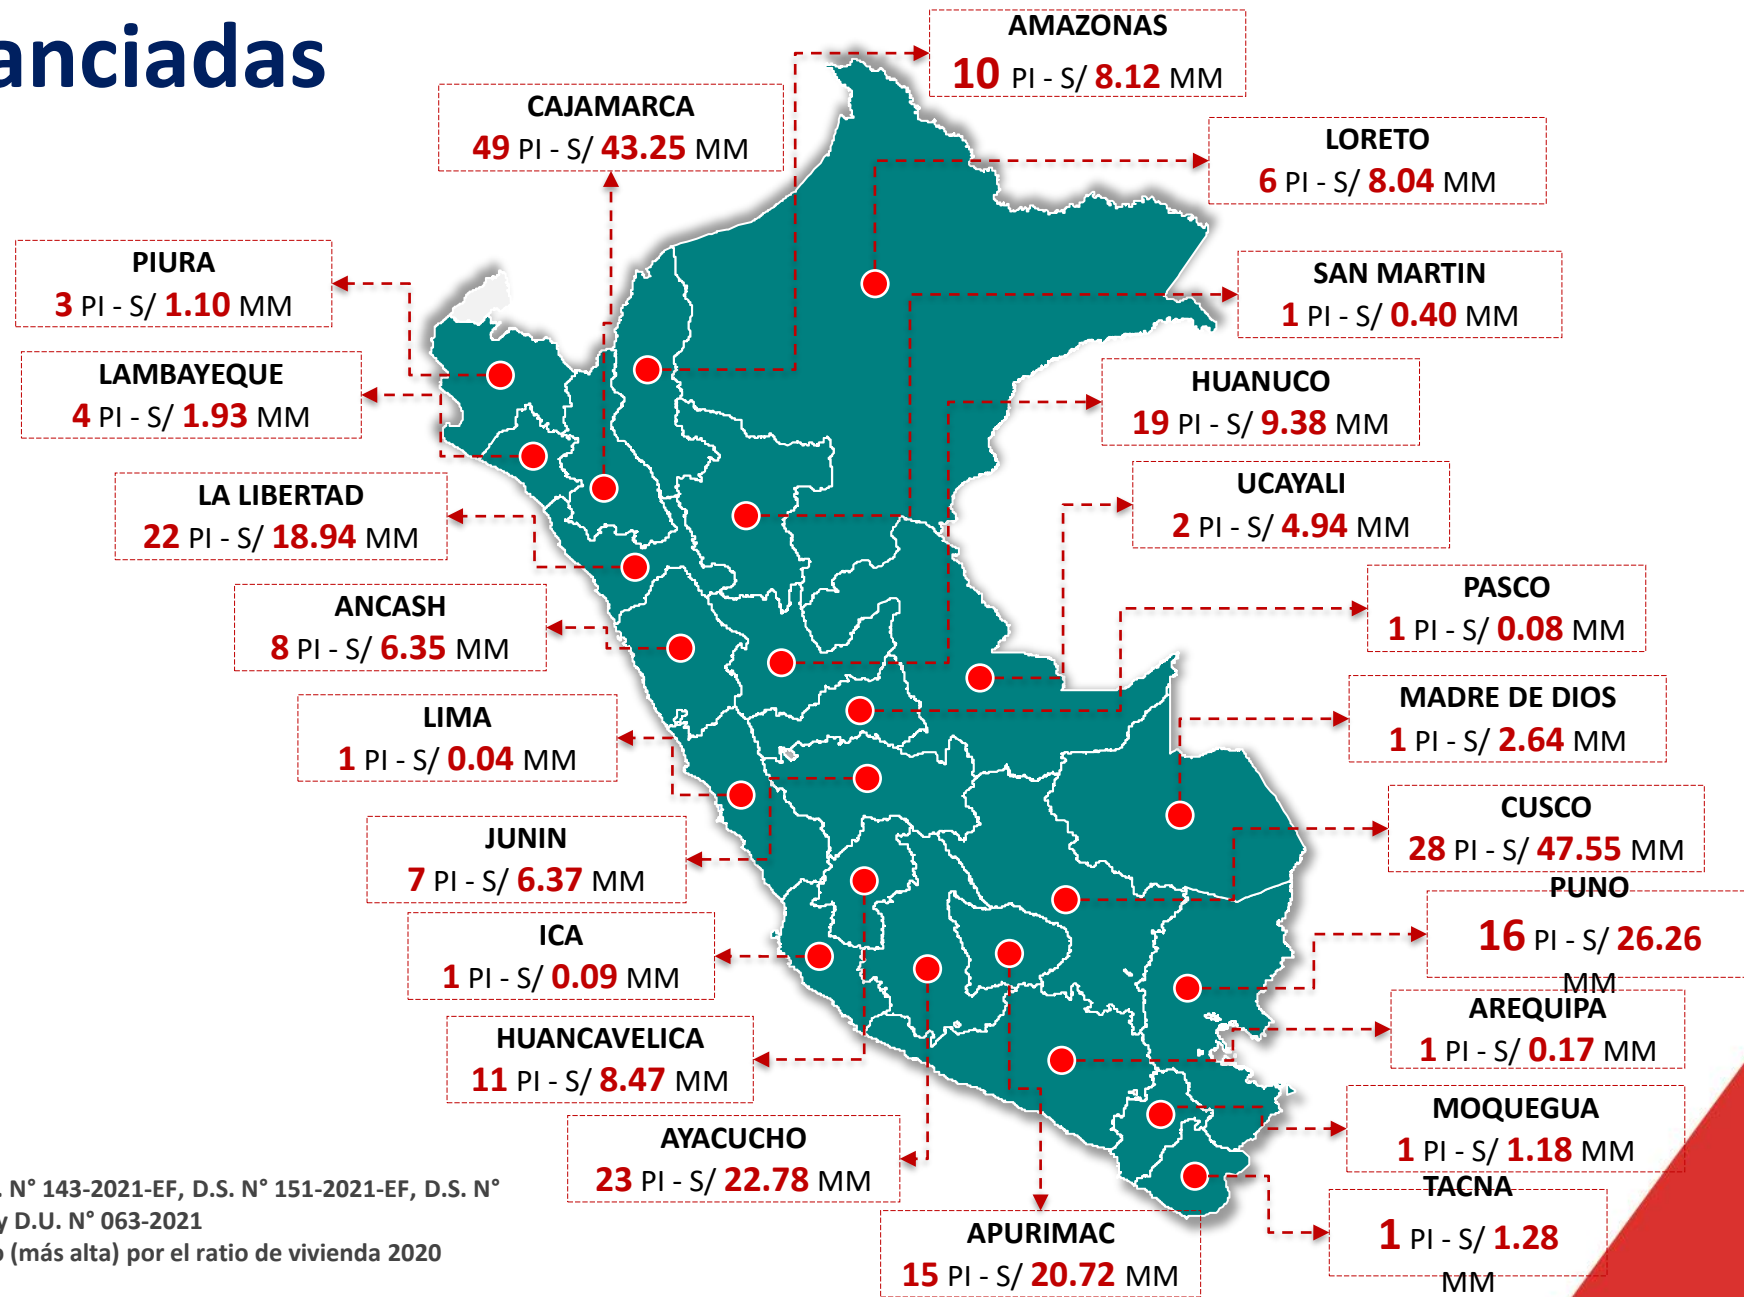 anciadas
AMAZONAS
10 PI - S/ 8.12 MM
CAJAMARCA
49 PI - S/ 43.25 MM
LORETO
6 PI - S/ 8.04 MM
PIURA
3 PI - S/ 1.10 MM
SAN MARTIN
1 PI - S/ 0.40 MM
LAMBAYEQUE
4 PI - S/ 1.93 MM
HUANUCO
19 PI - S/ 9.38 MM
LA LIBERTAD
22 PI - S/ 18.94 MM
UCAYALI
2 PI - S/ 4.94 MM
ANCASH
8 PI - S/ 6.35 MM
PASCO
1 PI - S/ 0.08 MM
LIMA
1 PI - S/ 0.04 MM
MADRE DE DIOS
1 PI - S/ 2.64 MM
JUNIN
7 PI - S/ 6.37 MM
CUSCO
28 PI - S/ 47.55 MM
PUNO
16 PI - S/ 26.26
MM
ICA
1 PI - S/ 0.09 MM
AREQUIPA
1 PI - S/ 0.17 MM
HUANCAVELICA
11 PI - S/ 8.47 MM
MOQUEGUA
1 PI - S/ 1.18 MM
AYACUCHO
23 PI - S/ 22.78 MM
TACNA
1 PI - S/ 1.28
MM
APURIMAC
15 PI - S/ 20.72 MM
. N° 143-2021-EF, D.S. N° 151-2021-EF, D.S. N°
y D.U. N° 063-2021
o (más alta) por el ratio de vivienda 2020